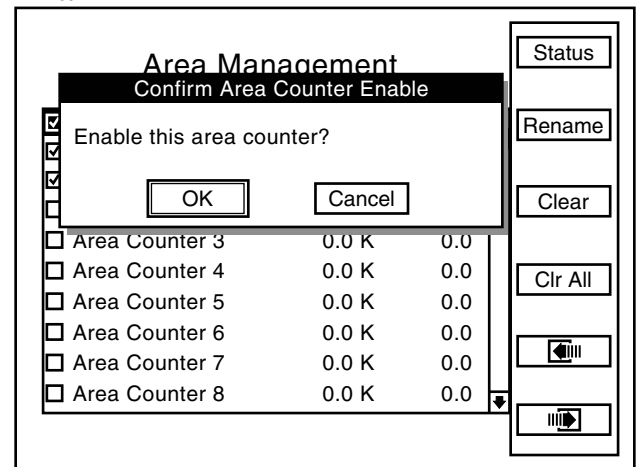 Area Management
Confirm Area Counter Enable
Enable this area counter?
OK
Cancel
Area Counter 3 0.0 K 0.0
Area Counter 4 0.0 K 0.0
Area Counter 5 0.0 K 0.0
Area Counter 6 0.0 K 0.0
Area Counter 7 0.0 K 0.0
Area Counter 8 0.0 K 0.0
Status
Rename
Clear
Clr All